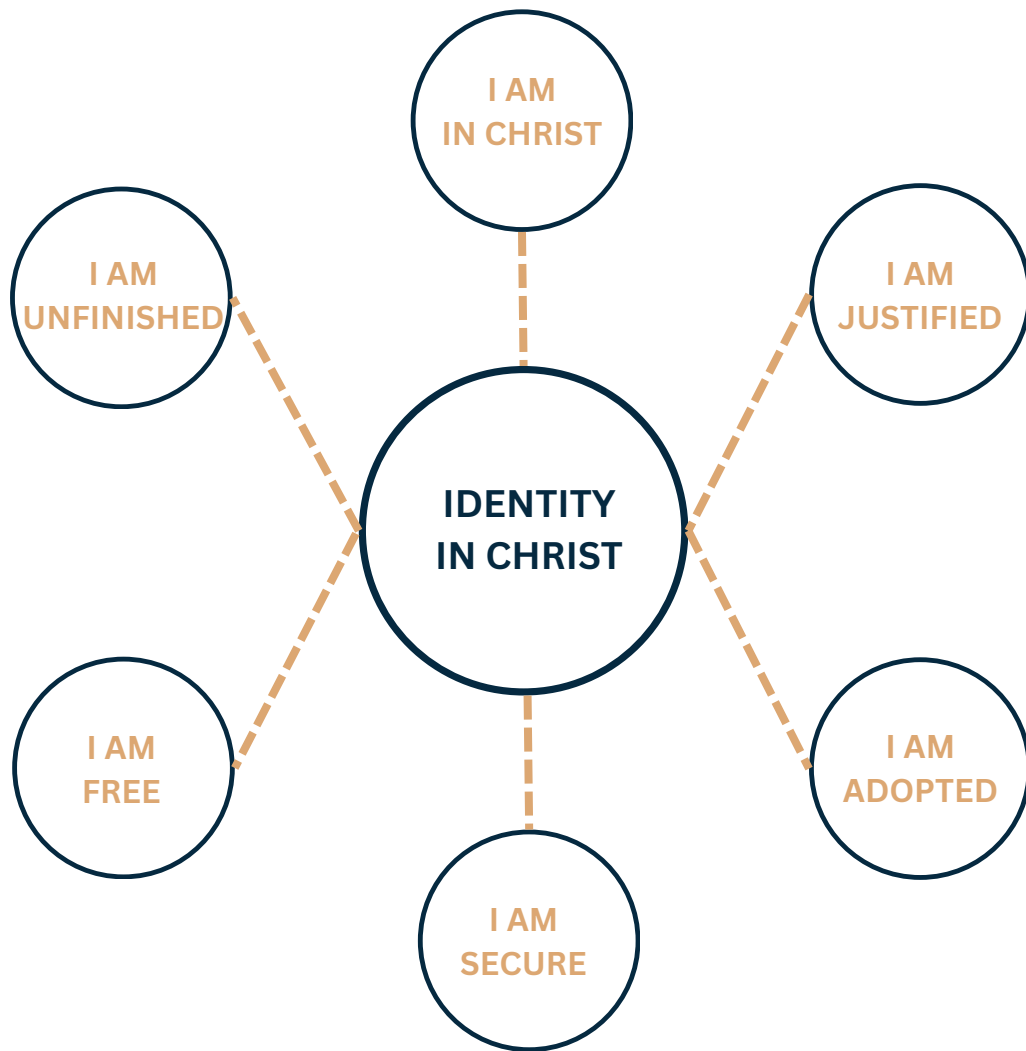 I AM
IN CHRIST
I AM
UNFINISHED
I AM
JUSTIFIED
IDENTITY
IN CHRIST
I AM
FREE
I AM
ADOPTED
I AM
SECURE